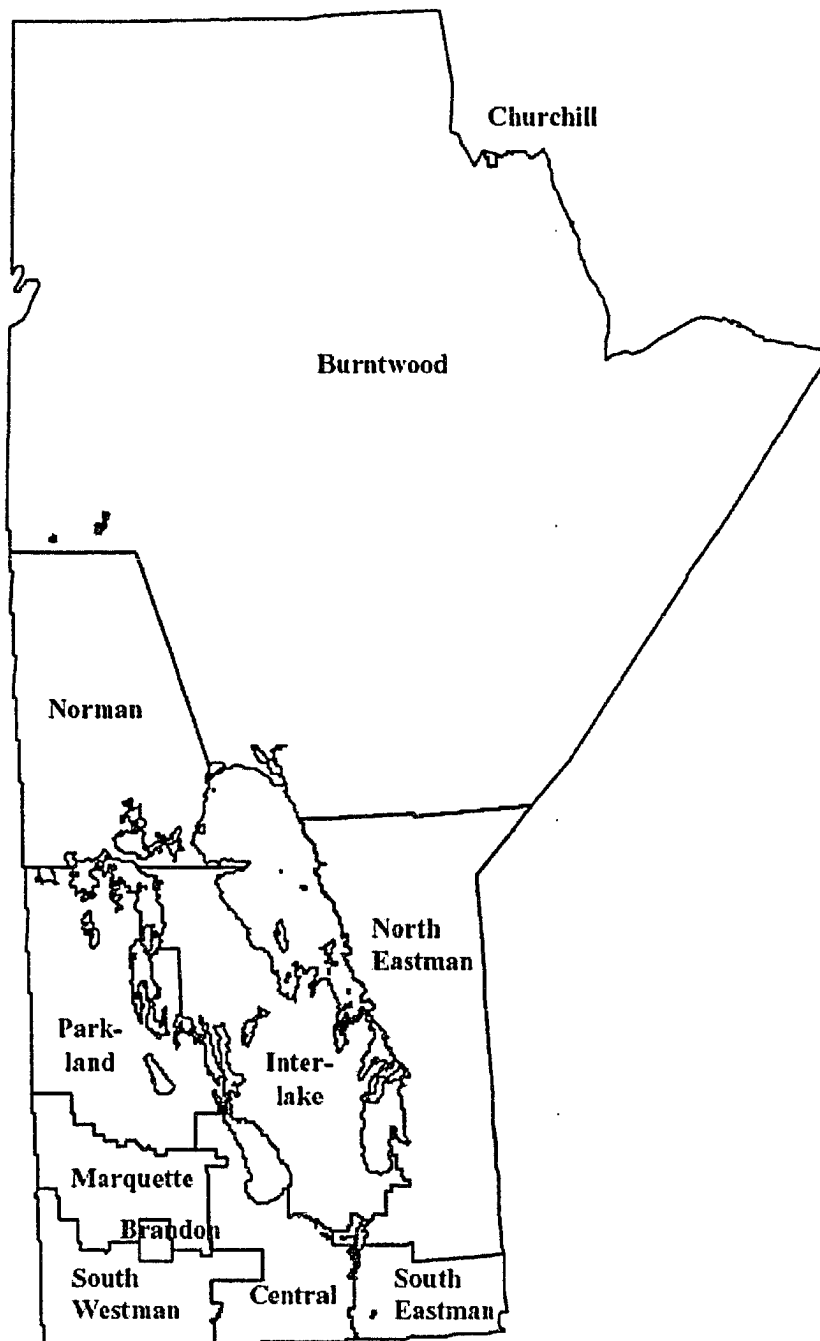 Churchill
Burntwood
Norman
North
Eastman
Park-
land
Inter-
lake
Marquette
Brandon
South
Westman
Central
South
Eastman